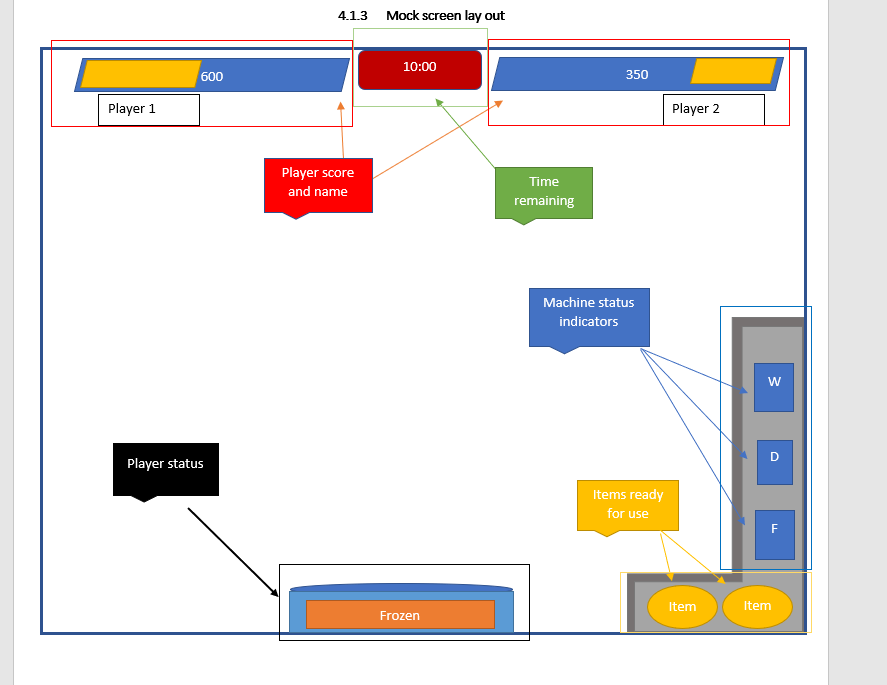 4.1.3 Mock screen lay out
600
10:00
350
Player 1
Player 2
Player score
and name
Time
remaining
Machine status
indicators
W
D
F
Player status
Items ready
for use
Frozen
Item
Item